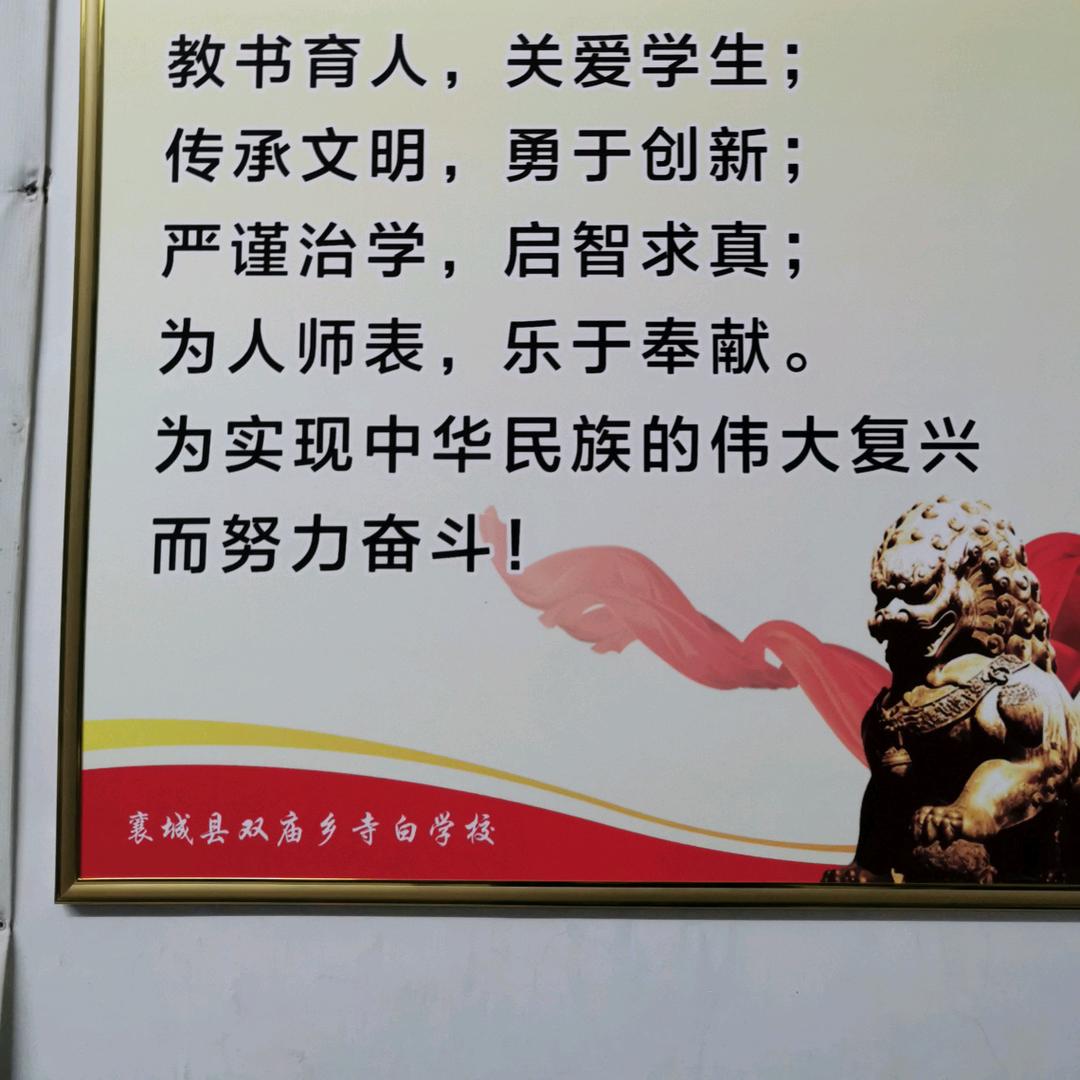 教书育人，关爱学生；
传承文明，勇于创新；
严谨治学，启智求真；
为人师表，乐于奉献。
为实现中华民族的伟大复兴
而努力奋斗！
襄城县双庙乡寺白学校